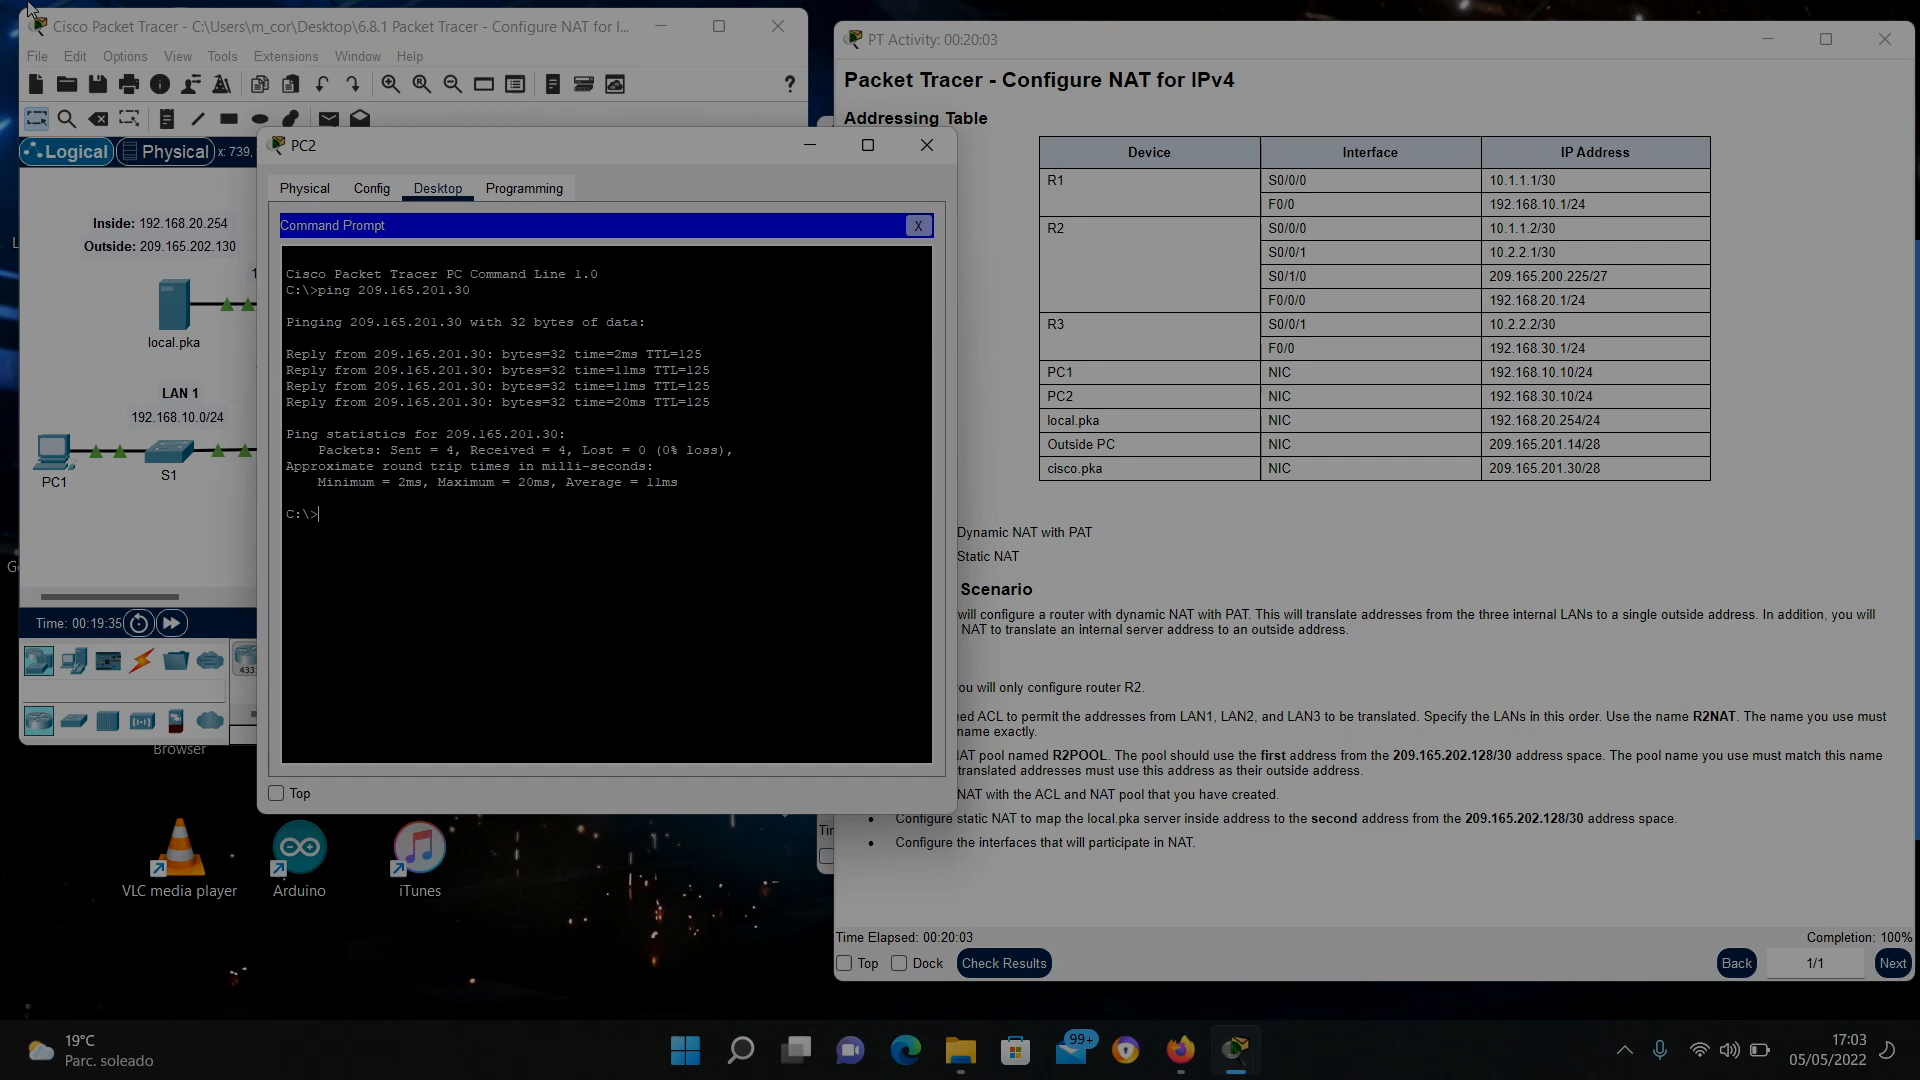 Cisco Packet Tracer - C:\Users\m_cor\Desktop\6.8.1 Packet Tracer - Configure NAT for I...
File Edit Options View Tools Extensions Window Help
Logical Physical x: 739,
Inside: 192.168.20.254
Outside: 209.165.202.130
local.pka
LAN 1
192.168.10.0/24
PC1
S1
Time: 00:19:35
433
PC2
Physical Config Desktop Programming
Command Prompt
X
Cisco Packet Tracer PC Command Line 1.0
C:\>ping 209.165.201.30
Pinging 209.165.201.30 with 32 bytes of data:
Reply from 209.165.201.30: bytes=32 time=2ms TTL=125
Reply from 209.165.201.30: bytes=32 time=11ms TTL=125
Reply from 209.165.201.30: bytes=32 time=11ms TTL=125
Reply from 209.165.201.30: bytes=32 time=20ms TTL=125
Ping statistics for 209.165.201.30:
Packets: Sent = 4, Received = 4, Lost = 0 (0% loss),
Approximate round trip times in milli-seconds:
Minimum = 2ms, Maximum = 20ms, Average = 11ms
C:\>
Top
PT Activity: 00:20:03
Packet Tracer - Configure NAT for IPv4
Addressing Table
Device Interface IP Address
R1 S0/0/0 10.1.1.1/30
F0/0 192.168.10.1/24
R2 S0/0/0 10.1.1.2/30
S0/0/1 10.2.2.1/30
S0/1/0 209.165.200.225/27
F0/0/0 192.168.20.1/24
R3 S0/0/1 10.2.2.2/30
F0/0 192.168.30.1/24
PC1 NIC 192.168.10.10/24
PC2 NIC 192.168.30.10/24
local.pka NIC 192.168.20.254/24
Outside PC NIC 209.165.201.14/28
cisco.pka NIC 209.165.201.30/28
Dynamic NAT with PAT
Static NAT
Scenario
will configure a router with dynamic NAT with PAT. This will translate addresses from the three internal LANs to a single outside address. In addition, you will
NAT to translate an internal server address to an outside address.
you will only configure router R2.
ed ACL to permit the addresses from LAN1, LAN2, and LAN3 to be translated. Specify the LANs in this order. Use the name R2NAT. The name you use must
name exactly.
AT pool named R2POOL. The pool should use the first address from the 209.165.202.128/30 address space. The pool name you use must match this name
translated addresses must use this address as their outside address.
NAT with the ACL and NAT pool that you have created.
• Configure static NAT to map the local.pka server inside address to the second address from the 209.165.202.128/30 address space.
• Configure the interfaces that will participate in NAT.
Time Elapsed: 00:20:03 Completion: 100%
Top Dock Check Results Back 1/1 Next
Browser
VLC media player
Arduino
iTunes
19°C
Parc. soleado
99+
17:03
05/05/2022